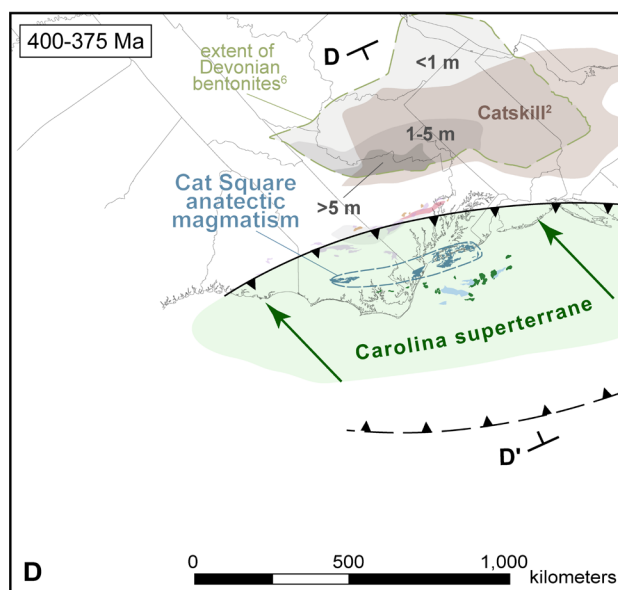 400-375 Ma
extent of
Devonian
bentonites⁶
D
<1 m
Catskill²
1-5 m
Cat Square
anatectic
magmatism
>5 m
Carolina superterrane
D'
D
0 500 1,000
kilometers